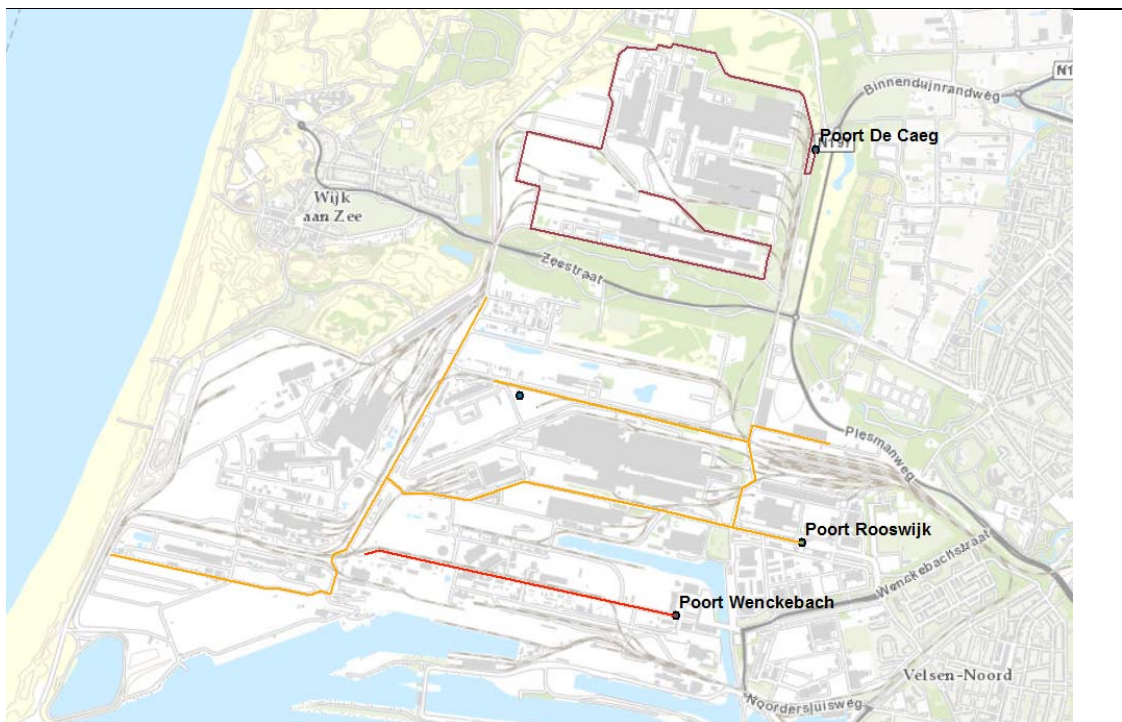 N1
Binnenduinrandweg
Poort De Caeg
N197
Wijk
aan Zee
Zeestraat
Plesmanweg
Poort Rooswijk
Wenckebachstraat
Poort Wenckebach
Velsen-Noord
Noordersluisweg